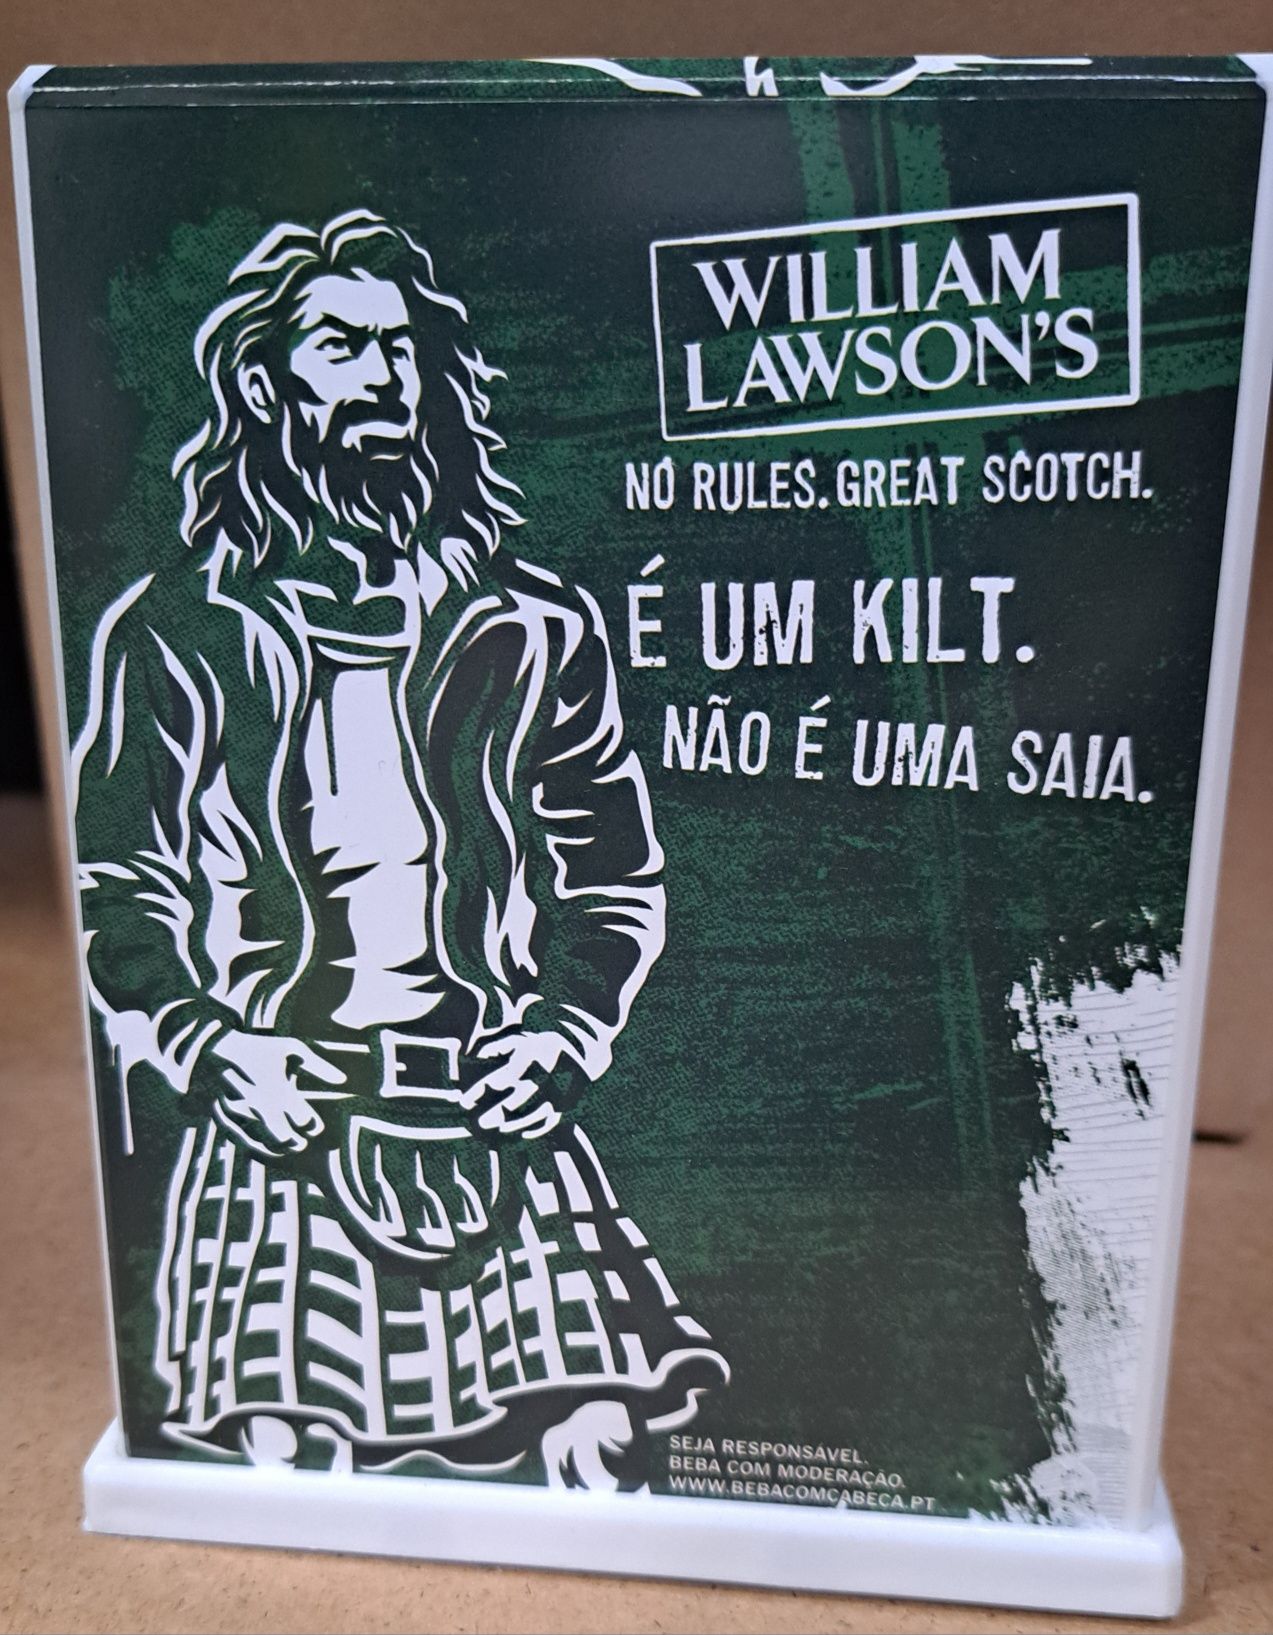 WILLIAM
LAWSON'S
NO RULES. GREAT SCOTCH.
É UM KILT.
NÃO É UMA SAIA.
SEJA RESPONSÁVEL.
BEBA COM MODERAÇÃO.
WWW.BEBACOMCABECA.PT